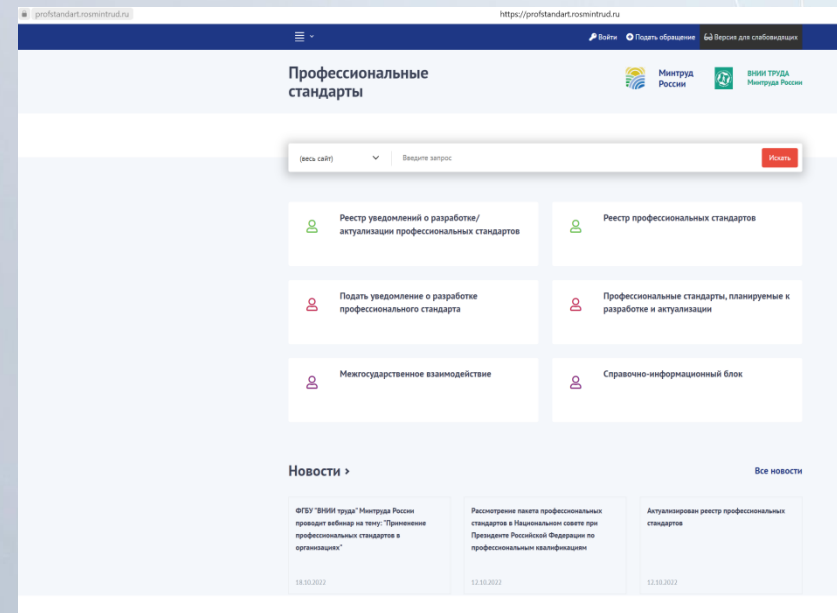 profstandart.rosmintrud.ru
https://profstandart.rosmintrud.ru
Войти Подать обращение Версия для слабовидящих
Профессиональные
стандарты
Минтруд
России
ВНИИ ТРУДА
Минтруда России
(весь сайт) Введите запрос Искать
Реестр уведомлений о разработке/
актуализации профессиональных стандартов
Реестр профессиональных стандартов
Подать уведомление о разработке
профессионального стандарта
Профессиональные стандарты, планируемые к
разработке и актуализации
Межгосударственное взаимодействие
Справочно-информационный блок
Новости ›
Все новости
ФГБУ "ВНИИ труда" Минтруда России
проводит вебинар на тему: "Применение
профессиональных стандартов в
организациях"
18.10.2022
Рассмотрение пакета профессиональных
стандартов в Национальном совете при
Президенте Российской Федерации по
профессиональным квалификациям
12.10.2022
Актуализирован реестр профессиональных
стандартов
12.10.2022